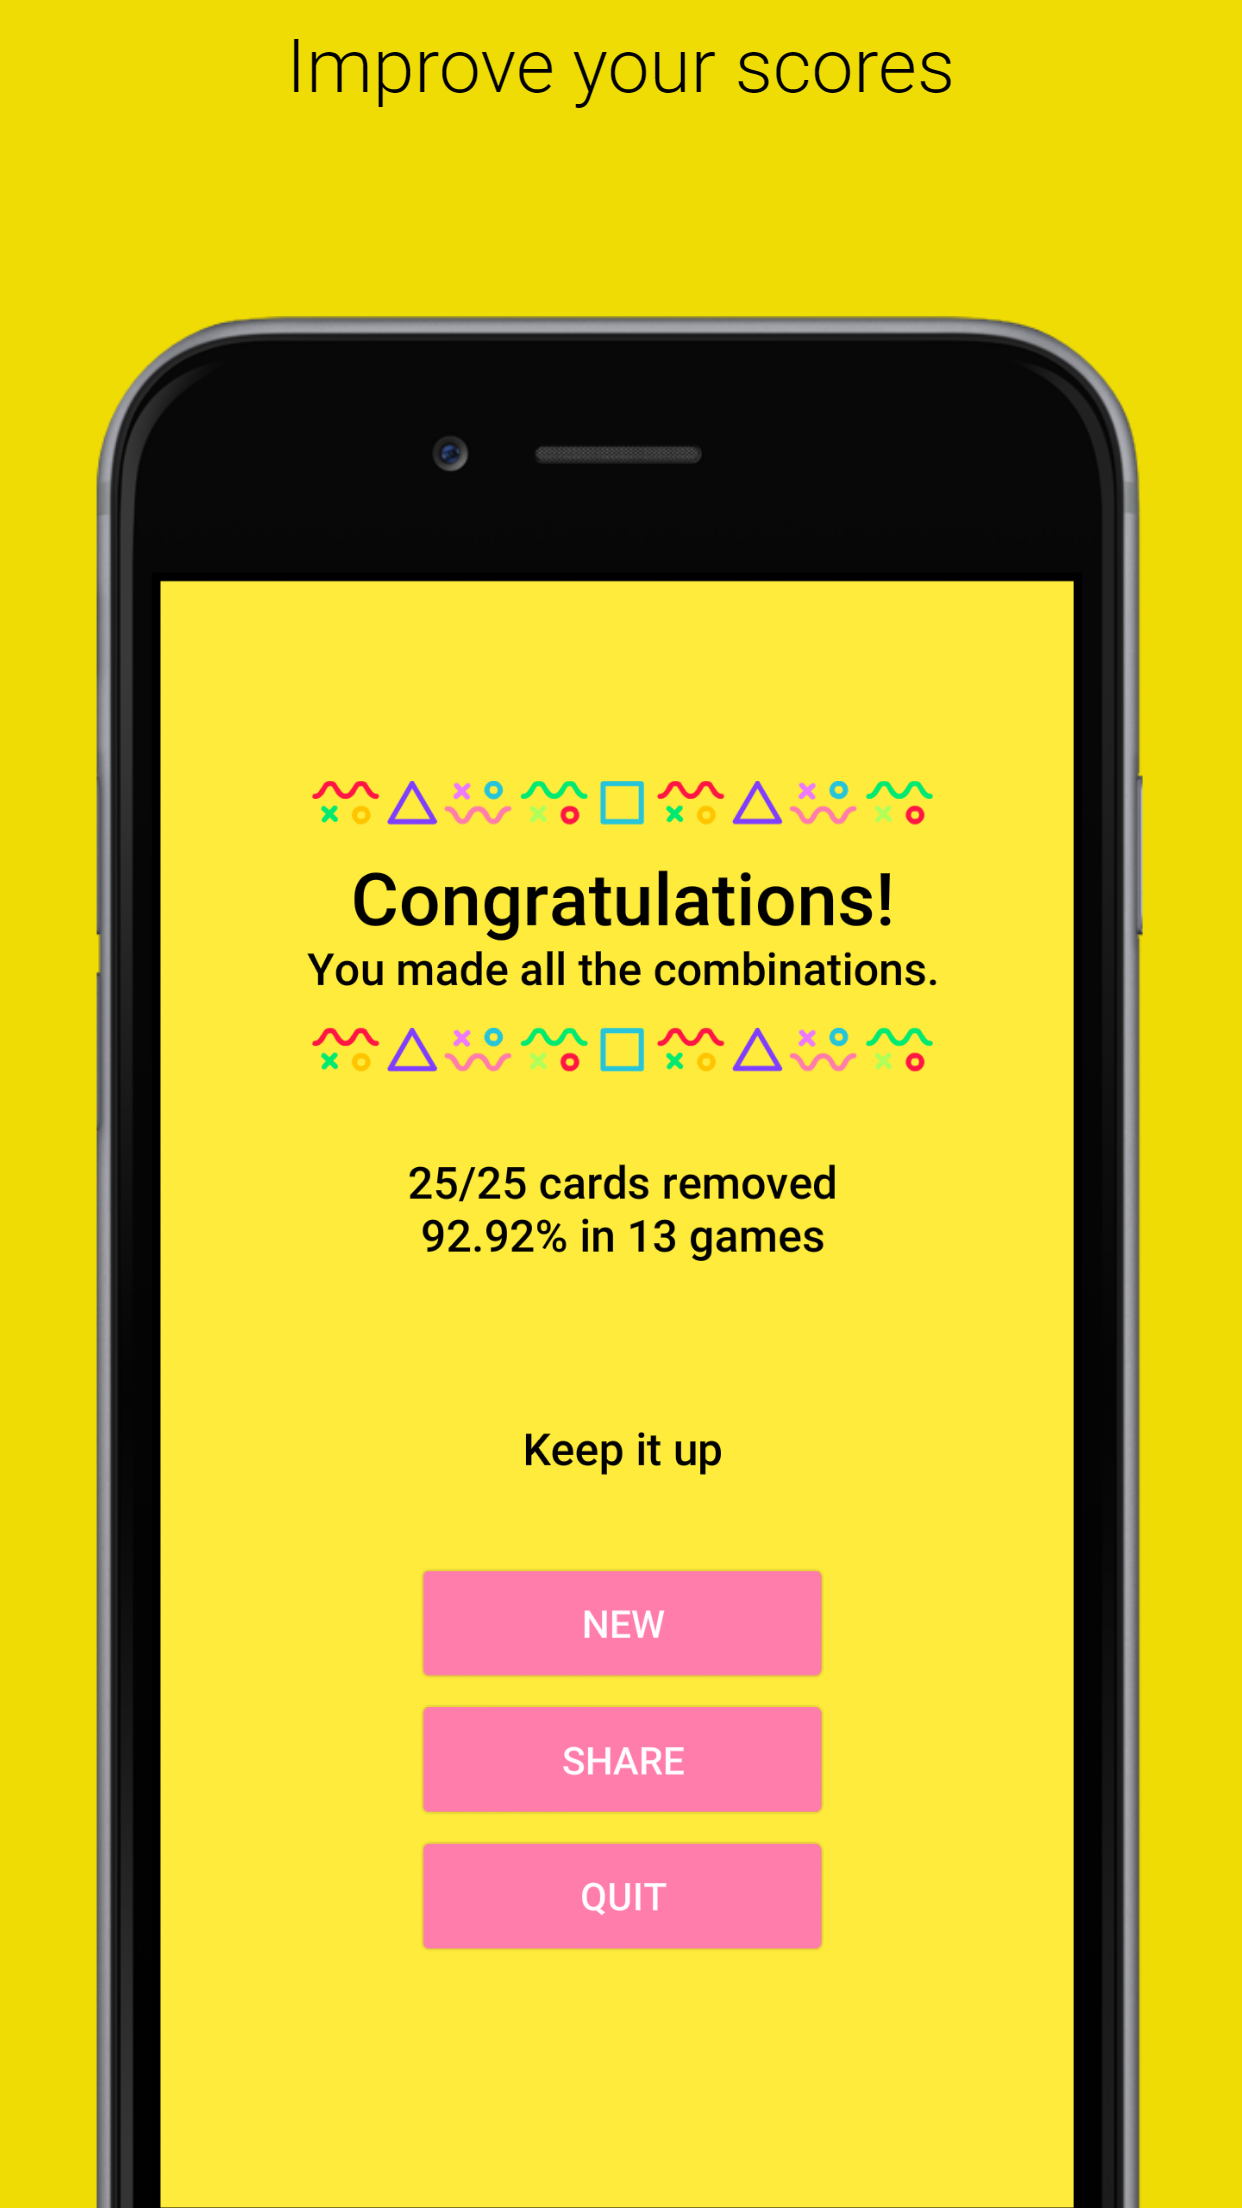 Improve your scores
Congratulations!
You made all the combinations.
25/25 cards removed
92.92% in 13 games
Keep it up
NEW
SHARE
QUIT